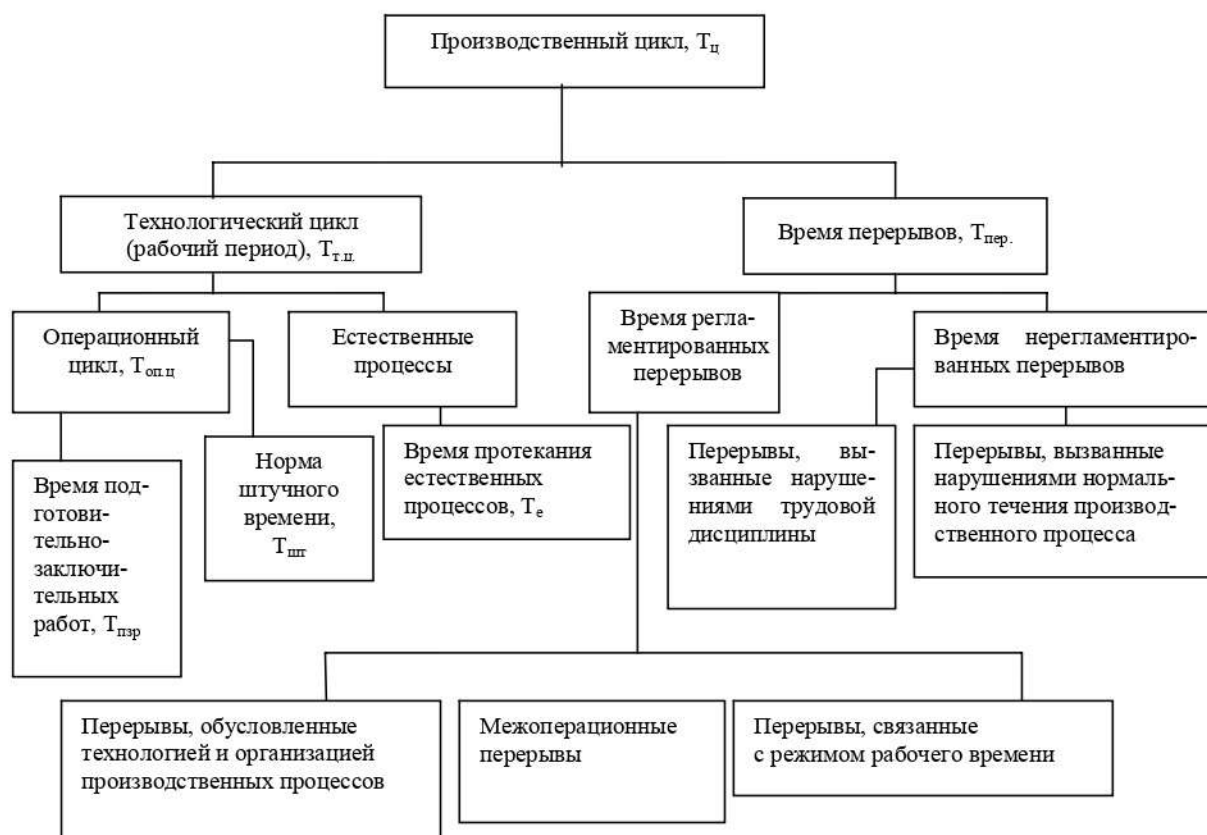 Производственный цикл, Тц
Технологический цикл
(рабочий период), Тт.ц.
Время перерывов, Тпер.
Операционный
цикл, Топ.ц
Естественные
процессы
Время регла-
ментированных
перерывов
Время нерегламентиро-
ванных перерывов
Время под-
готови-
тельно-
заключи-
тельных
работ, Тпзр
Норма
штучного
времени,
Тшт
Время протекания
естественных
процессов, Те
Перерывы, вы-
званные наруше-
ниями трудовой
дисциплины
Перерывы, вызванные
нарушениями нормаль-
ного течения производ-
ственного процесса
Перерывы, обусловленные
технологией и организацией
производственных процессов
Межоперационные
перерывы
Перерывы, связанные
с режимом рабочего времени